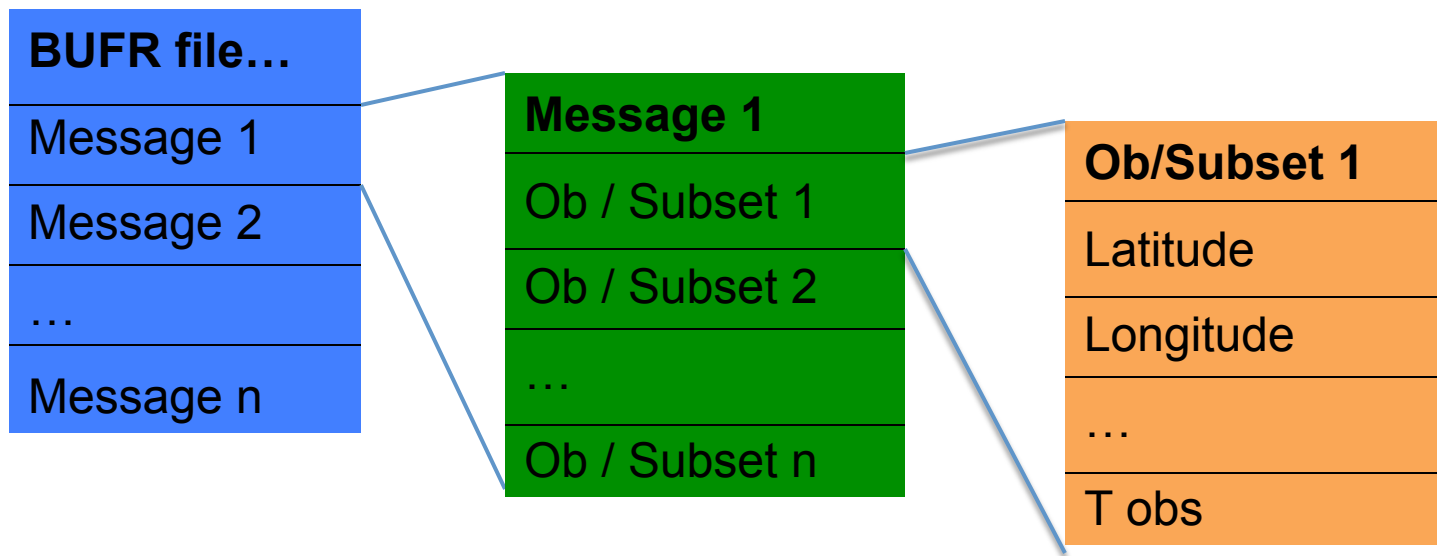 BUFR file…
Message 1
Message 2
…
Message n
Message 1
Ob / Subset 1
Ob / Subset 2
…
Ob / Subset n
Ob/Subset 1
Latitude
Longitude
…
T obs